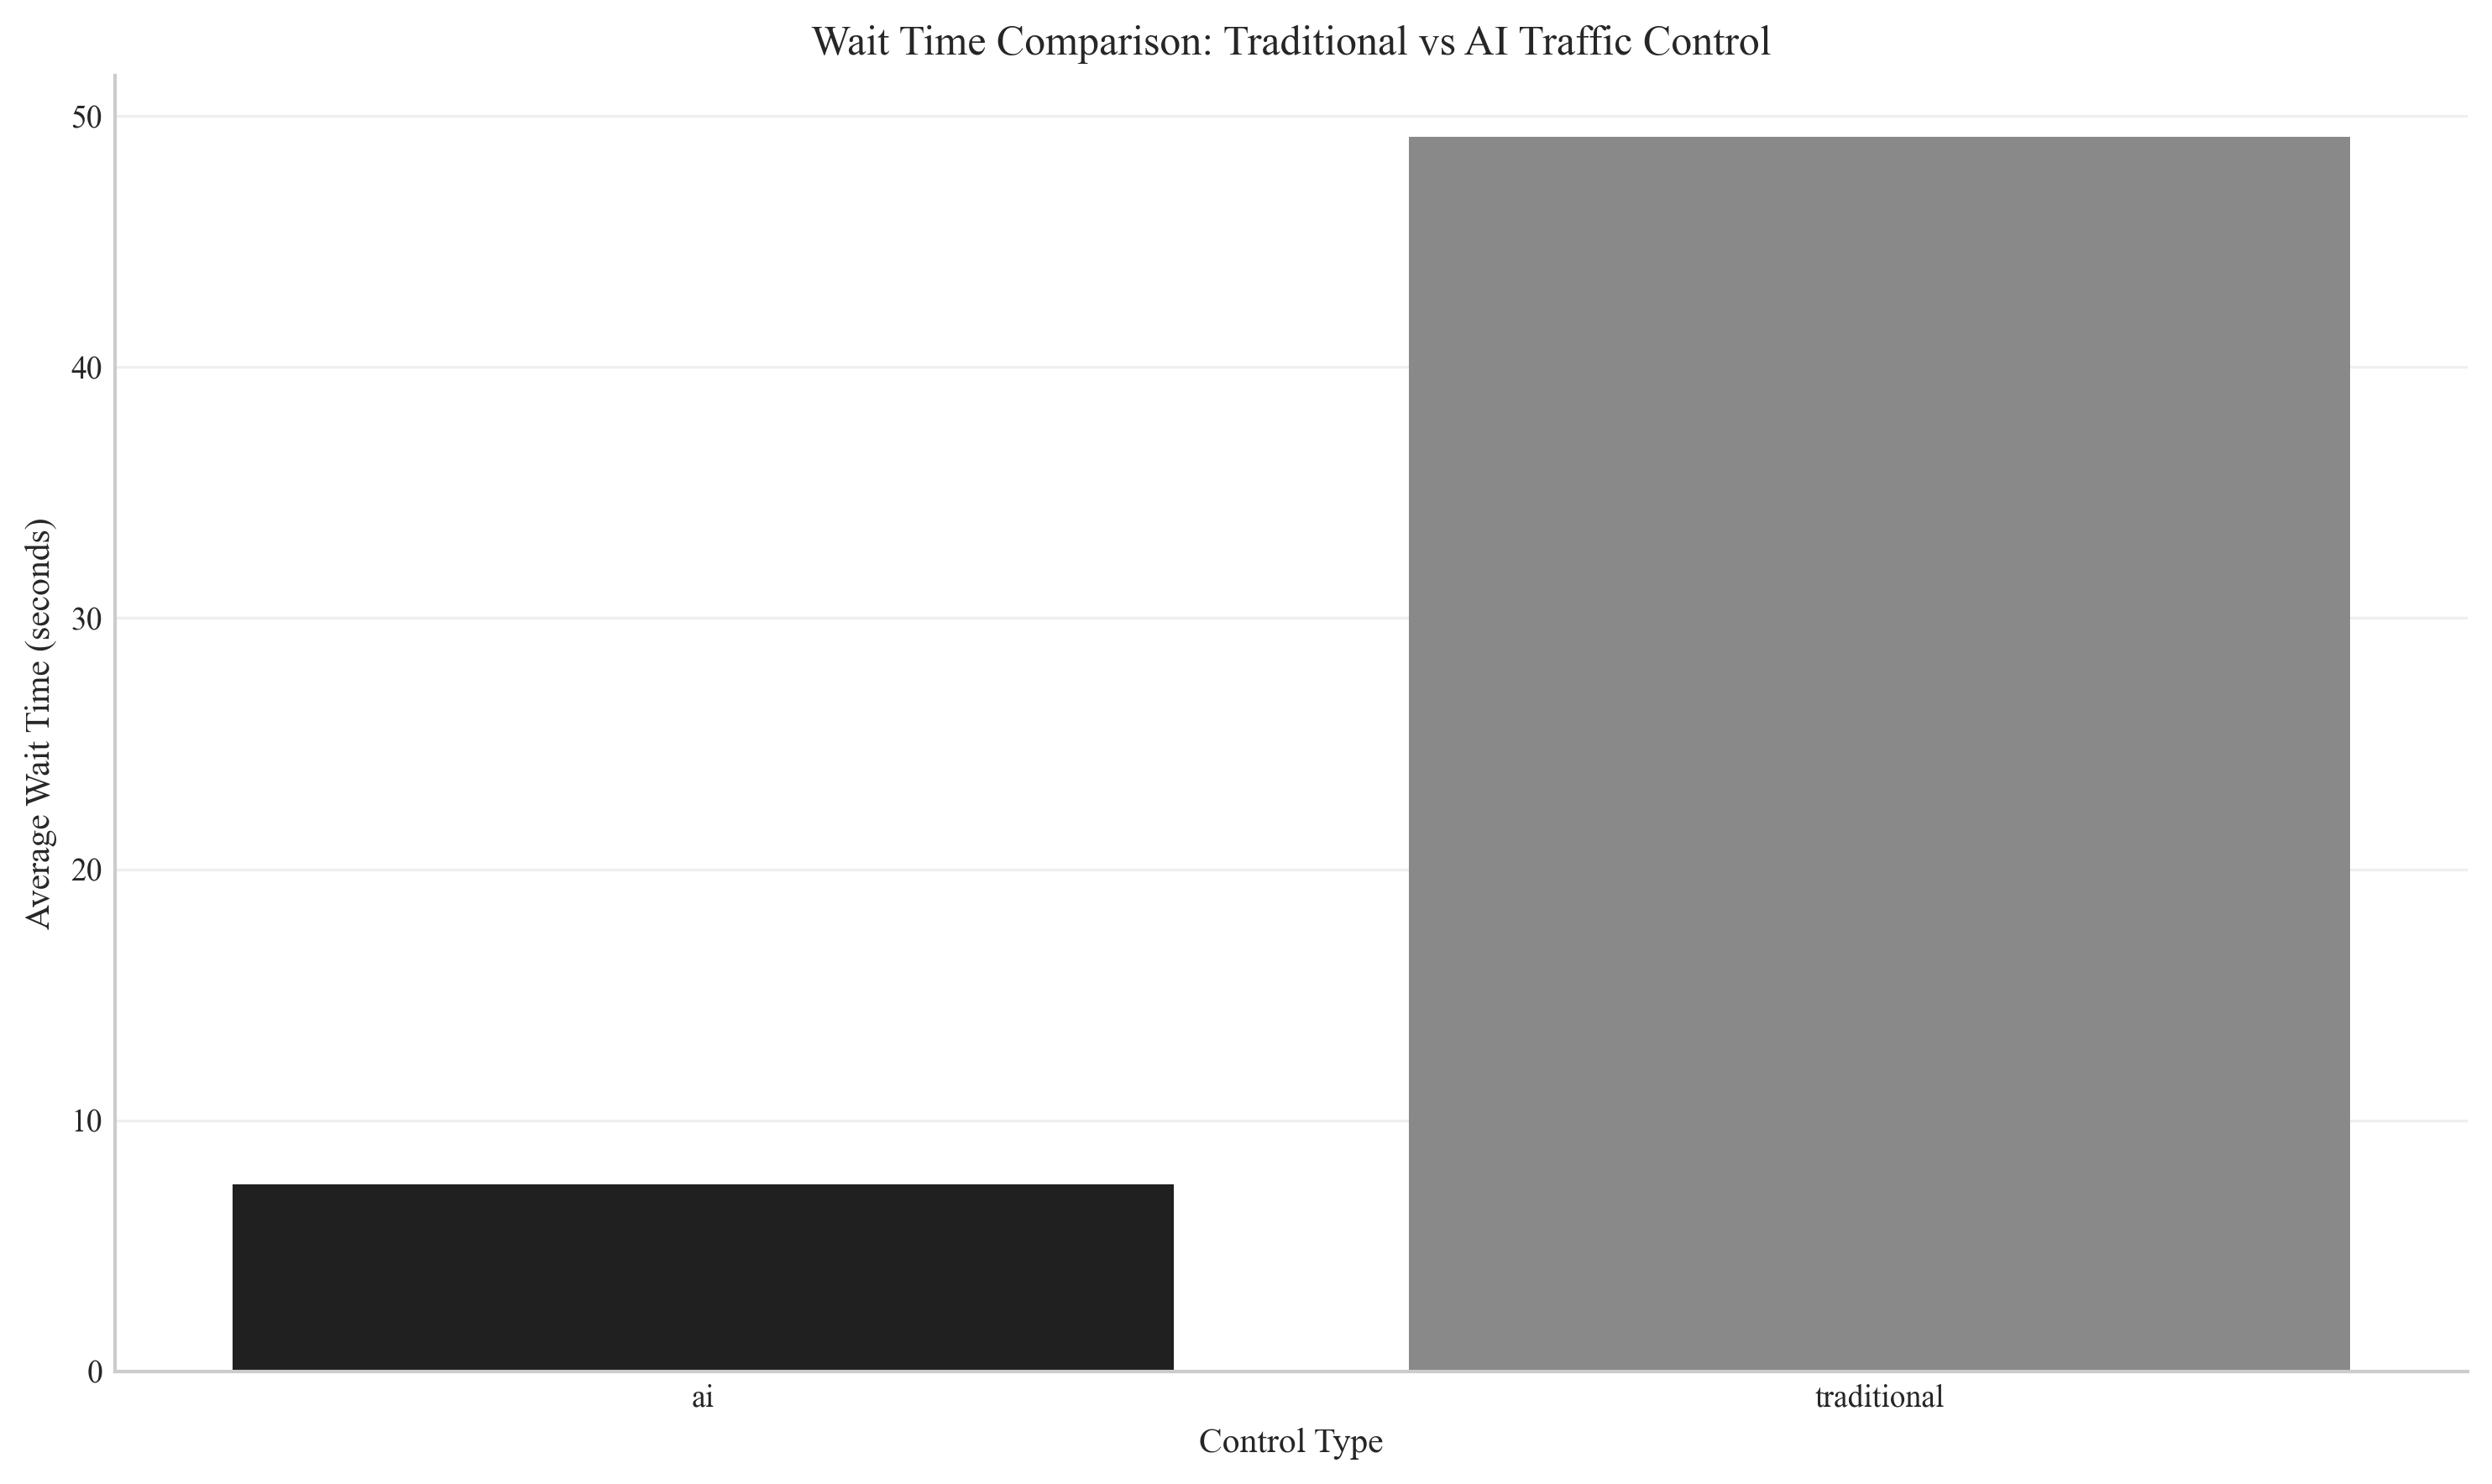 Wait Time Comparison: Traditional vs AI Traffic Control
Average Wait Time (seconds)
50
40
30
20
10
0
ai
traditional
Control Type